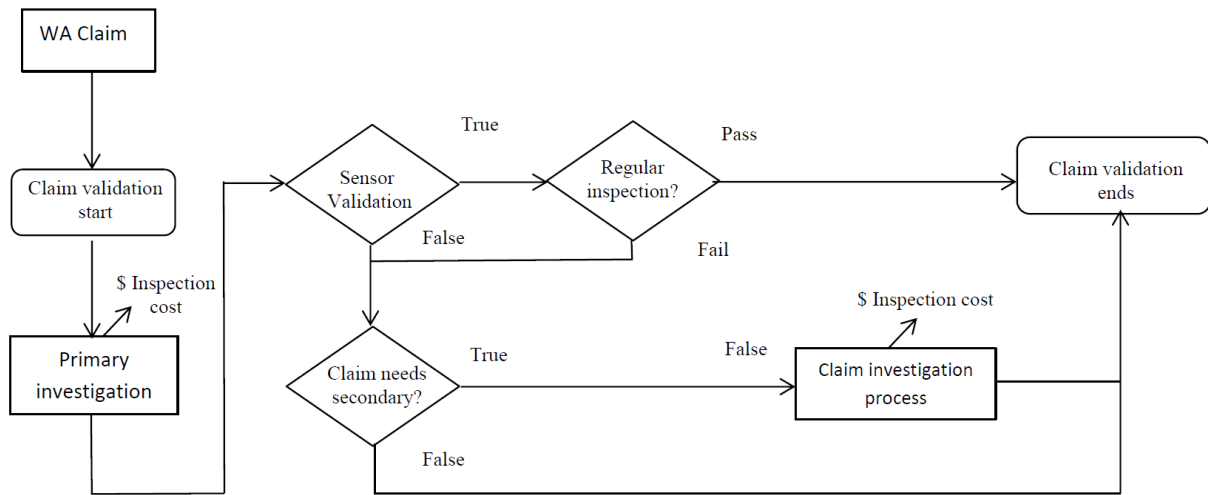 WA Claim
True
Pass
Claim validation
start
Sensor
Validation
Regular
inspection?
Claim validation
ends
False
Fail
$ Inspection
cost
$ Inspection cost
Primary
investigation
Claim needs
secondary?
True
False
Claim investigation
process
False